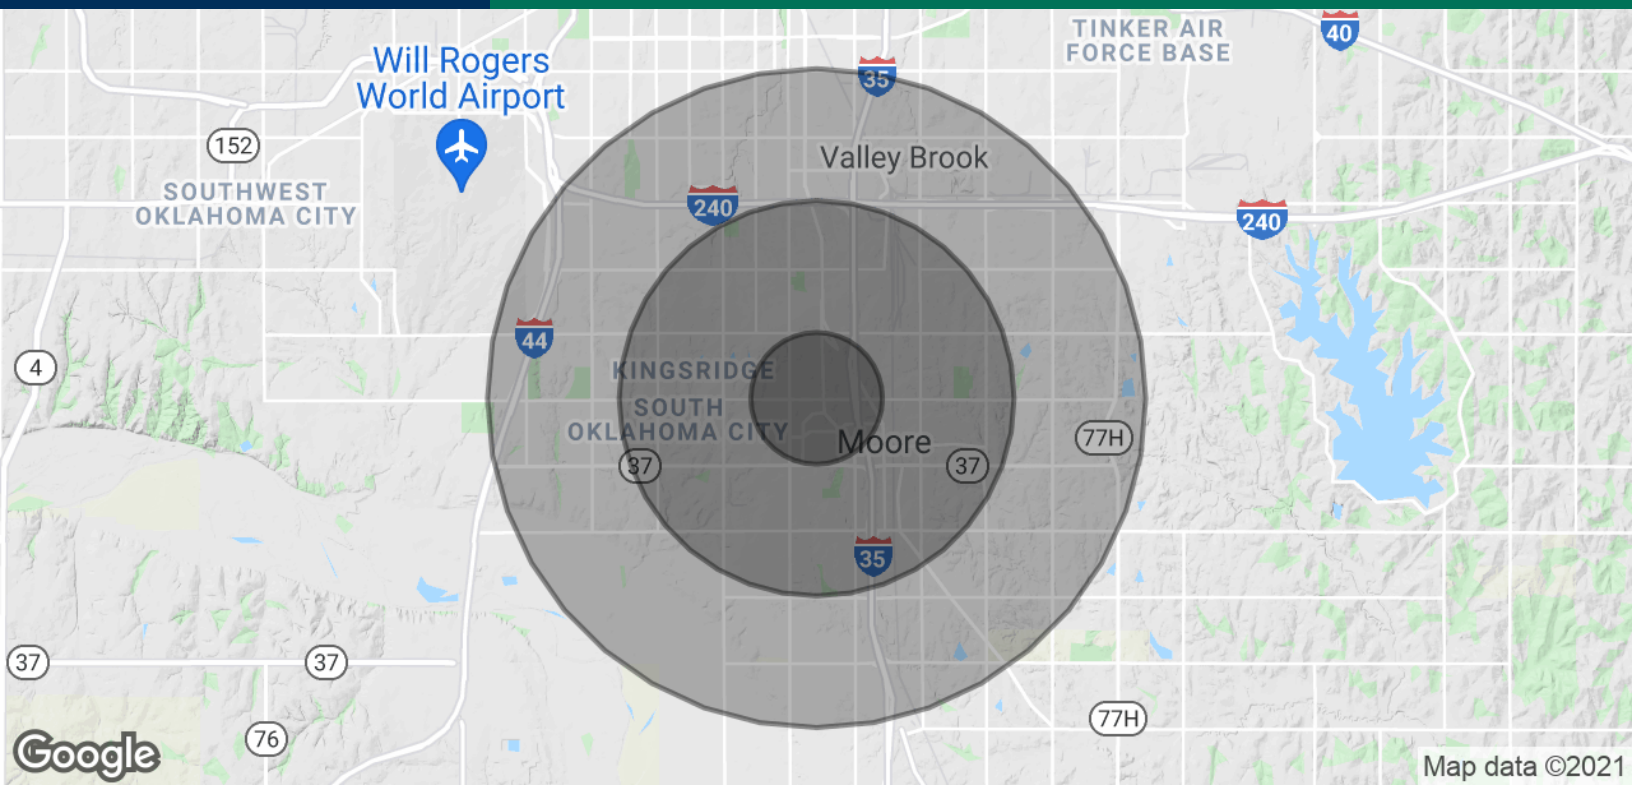 TINKER AIR
FORCE BASE
40
Will Rogers
World Airport
35
152
Valley Brook
SOUTHWEST
OKLAHOMA CITY
240
240
44
4
KINGSRIDGE
SOUTH
OKLAHOMA CITY
Moore
77H
37
37
35
37
37
77H
76
Google
Map data ©2021